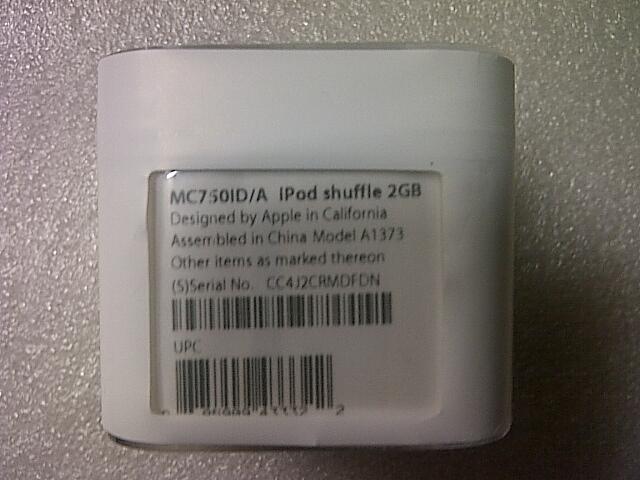 MC750ID/A iPod shuffle 2GB
Designed by Apple in California
Assembled in China Model A1373
Other items as marked thereon
(S)Serial No. CC4J2CRMDFDN
UPC
2